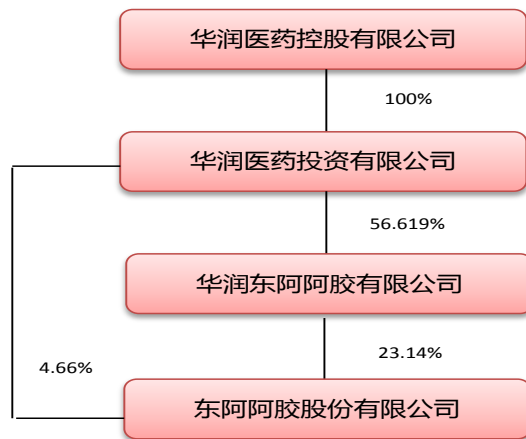 华润医药控股有限公司
100%
华润医药投资有限公司
56.619%
华润东阿阿胶有限公司
23.14%
4.66%
东阿阿胶股份有限公司